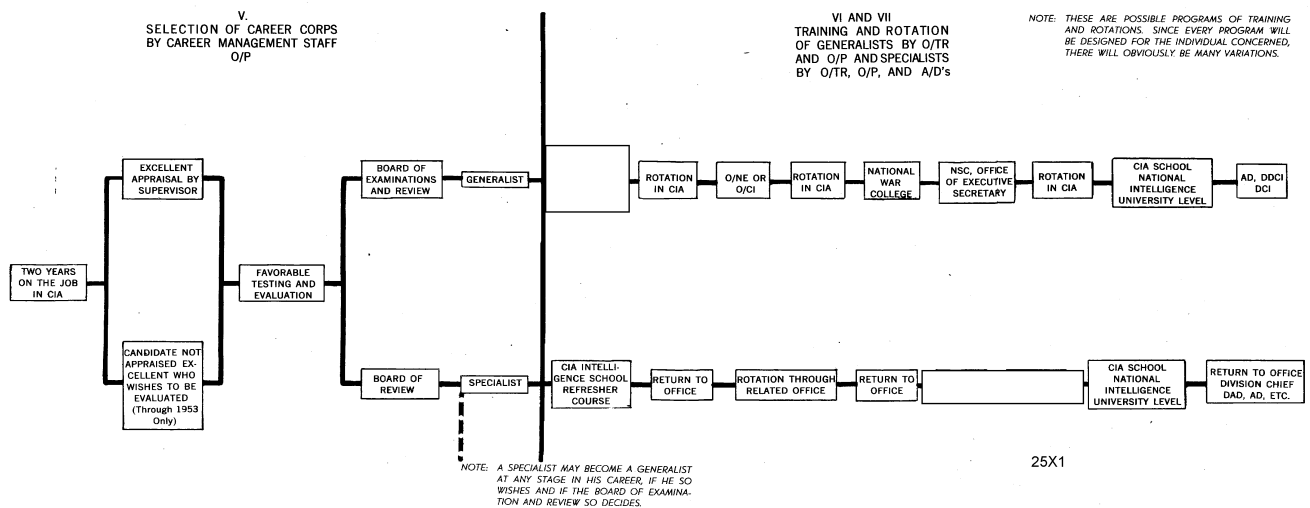 V.
SELECTION OF CAREER CORPS
BY CAREER MANAGEMENT STAFF
O/P
VI AND VII
TRAINING AND ROTATION
OF GENERALISTS BY O/TR
AND O/P AND SPECIALISTS
BY O/TR, O/P, AND A/D's
NOTE: THESE ARE POSSIBLE PROGRAMS OF TRAINING
AND ROTATIONS. SINCE EVERY PROGRAM WILL
BE DESIGNED FOR THE INDIVIDUAL CONCERNED,
THERE WILL OBVIOUSLY BE MANY VARIATIONS.
TWO YEARS
ON THE JOB
IN CIA
EXCELLENT
APPRAISAL BY
SUPERVISOR
CANDIDATE NOT
APPRAISED EX-
CELLENT WHO
WISHES TO BE
EVALUATED
(Through 1953
Only)
FAVORABLE
TESTING AND
EVALUATION
BOARD OF
EXAMINATIONS
AND REVIEW
GENERALIST
ROTATION
IN CIA
O/NE OR
O/CI
ROTATION
IN CIA
NATIONAL
WAR
COLLEGE
NSC, OFFICE
OF EXECUTIVE
SECRETARY
ROTATION
IN CIA
CIA SCHOOL
NATIONAL
INTELLIGENCE
UNIVERSITY LEVEL
AD, DDCI
DCI
BOARD OF
REVIEW
SPECIALIST
CIA INTELLI-
GENCE SCHOOL
REFRESHER
COURSE
RETURN TO
OFFICE
ROTATION THROUGH
RELATED OFFICE
RETURN TO
OFFICE
CIA SCHOOL
NATIONAL
INTELLIGENCE
UNIVERSITY LEVEL
RETURN TO OFFICE
DIVISION CHIEF
DAD, AD, ETC.
NOTE: A SPECIALIST MAY BECOME A GENERALIST
AT ANY STAGE IN HIS CAREER, IF HE SO
WISHES AND IF THE BOARD OF EXAMINA-
TION AND REVIEW SO DECIDES.
25X1